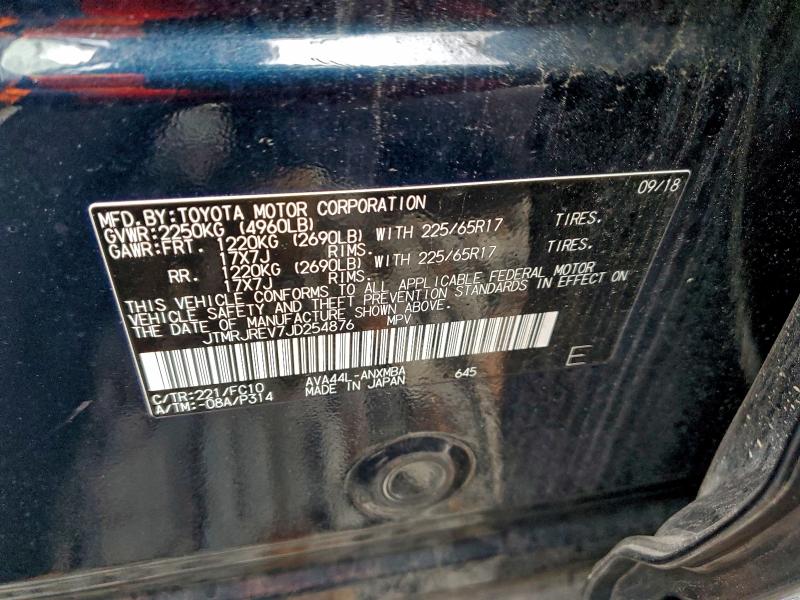 09/18
MFD.BY:TOYOTA MOTOR CORPORATION
GVWR:2250KG (4960LB)
GAWR:FRT. 1220KG (2690LB) WITH 225/65R17 TIRES.
17X7J RIMS.
RR. 1220KG (2690LB) WITH 225/65R17 TIRES.
17X7J RIMS.
THIS VEHICLE CONFORMS TO ALL APPLICABLE FEDERAL MOTOR
VEHICLE SAFETY AND THEFT PREVENTION STANDARDS IN EFFECT ON
THE DATE OF MANUFACTURE SHOWN ABOVE.
JTMRJREV7JD254876 MPV
E
C/TR:221/FC10 AVA44L-ANXMBA 645
A/TM:-08A/P314 MADE IN JAPAN